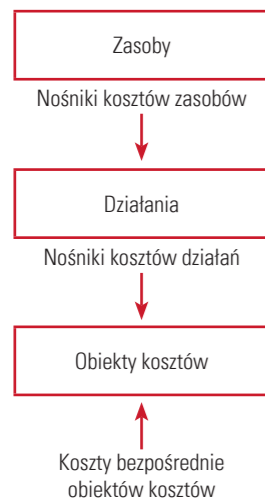 Zasoby
Nośniki kosztów zasobów
Działania
Nośniki kosztów działań
Obiekty kosztów
Koszty bezpośrednie
obiektów kosztów